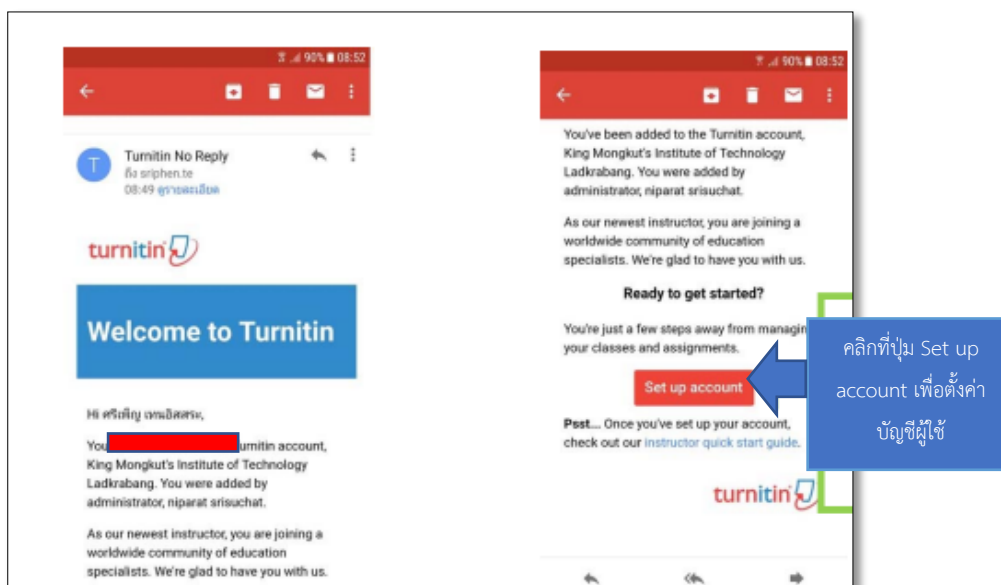 90% 08:52
Turnitin No Reply
ถึง sriphen.te
08:49 ดูรายละเอียด
turnitin
Welcome to Turnitin
Hi ศรีเพ็ญ เทนอิสสระ,
You urnitin account,
King Mongkut's Institute of Technology
Ladkrabang. You were added by
administrator, niparat srisuchat.
As our newest instructor, you are joining a
worldwide community of education
specialists. We're glad to have you with us.
90% 08:52
You've been added to the Turnitin account,
King Mongkut's Institute of Technology
Ladkrabang. You were added by
administrator, niparat srisuchat.
As our newest instructor, you are joining a
worldwide community of education
specialists. We're glad to have you with us.
Ready to get started?
You're just a few steps away from managin
your classes and assignments.
Set up account
Psst... Once you've set up your account,
check out our instructor quick start guide.
turnitin
คลิกที่ปุ่ม Set up
account เพื่อตั้งค่า
บัญชีผู้ใช้